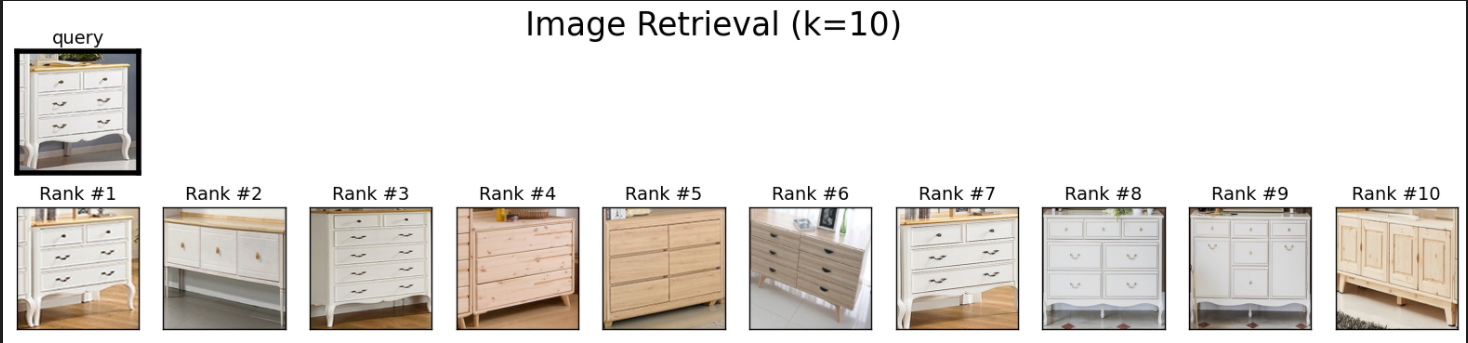 Image Retrieval (k=10)
query
Rank #1 Rank #2 Rank #3 Rank #4 Rank #5 Rank #6 Rank #7 Rank #8 Rank #9 Rank #10